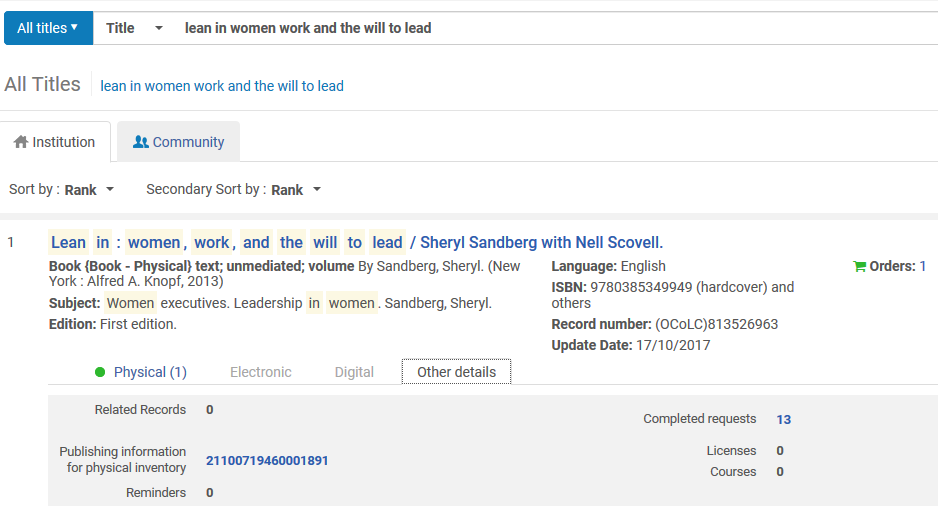 All titles Title lean in women work and the will to lead
All Titles lean in women work and the will to lead
Institution Community
Sort by : Rank Secondary Sort by : Rank
1 Lean in : women, work, and the will to lead / Sheryl Sandberg with Nell Scovell.
Book {Book - Physical} text; unmediated; volume By Sandberg, Sheryl. (New
York : Alfred A. Knopf, 2013)
Subject: Women executives. Leadership in women. Sandberg, Sheryl.
Edition: First edition.
Language: English
ISBN: 9780385349949 (hardcover) and
others
Record number: (OCoLC)813526963
Update Date: 17/10/2017
Orders: 1
Physical (1) Electronic Digital Other details
Related Records 0
Publishing information
for physical inventory 21100719460001891
Reminders 0
Completed requests 13
Licenses 0
Courses 0